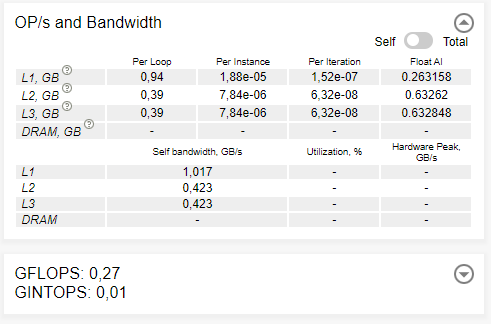 OP/s and Bandwidth
Self Total
Per Loop Per Instance Per Iteration Float AI
L1, GB ? 0,94 1,88e-05 1,52e-07 0.263158
L2, GB ? 0,39 7,84e-06 6,32e-08 0.63262
L3, GB ? 0,39 7,84e-06 6,32e-08 0.632848
DRAM, GB ? - - - -
Self bandwidth, GB/s Utilization, % Hardware Peak,
GB/s
L1 1,017 - -
L2 0,423 - -
L3 0,423 - -
DRAM - - -
GFLOPS: 0,27
GINTOPS: 0,01